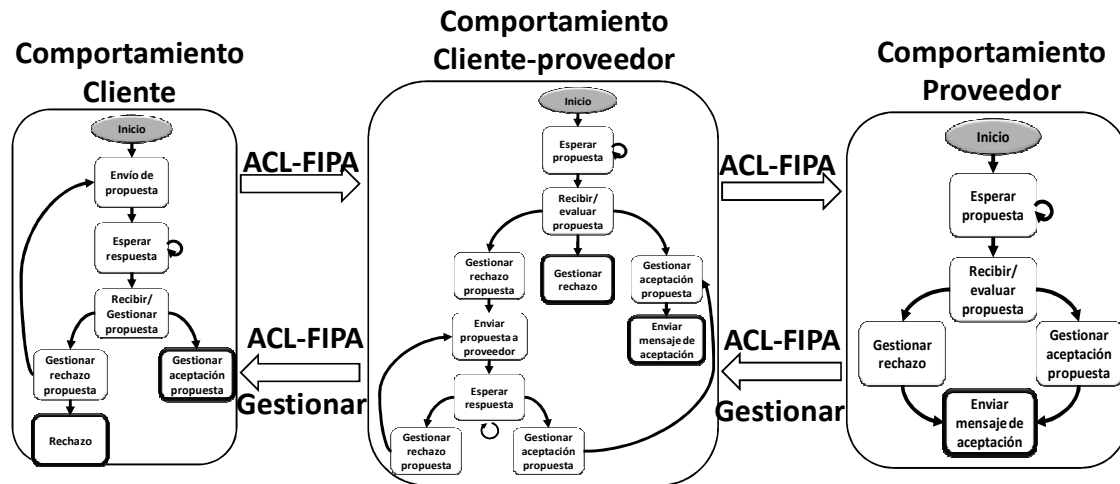 Comportamiento
Cliente
Inicio
Envío de
propuesta
Esperar
respuesta
Recibir/
Gestionar
propuesta
Gestionar
rechazo
propuesta
Gestionar
aceptación
propuesta
Rechazo
ACL-FIPA
ACL-FIPA
Gestionar
Comportamiento
Cliente-proveedor
Inicio
Esperar
propuesta
Recibir/
evaluar
propuesta
Gestionar
rechazo
propuesta
Gestionar
rechazo
Gestionar
aceptación
propuesta
Enviar
propuesta a
proveedor
Enviar
mensaje de
aceptación
Esperar
respuesta
Gestionar
rechazo
propuesta
Gestionar
aceptación
propuesta
ACL-FIPA
ACL-FIPA
Gestionar
Comportamiento
Proveedor
Inicio
Esperar
propuesta
Recibir/
evaluar
propuesta
Gestionar
rechazo
Gestionar
aceptación
propuesta
Enviar
mensaje de
aceptación